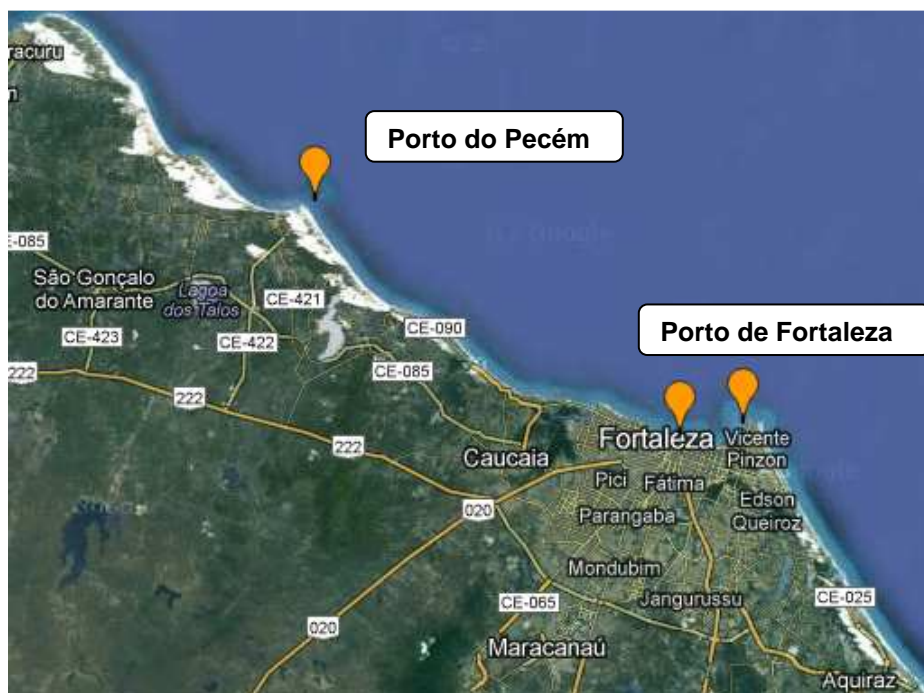 racuru
Porto do Pecém
CE-085
São Gonçalo
do Amarante
Lagoa
dos Talos
CE-421
CE-423
CE-422
CE-090
Porto de Fortaleza
222
CE-085
222
222
Fortaleza
Vicente
Pinzon
Caucaia
Pici
Fátima
020
Parangaba
Edson
Queiroz
Mondubim
CE-065
Jangurussu
CE-025
020
Maracanaú
Aquiraz